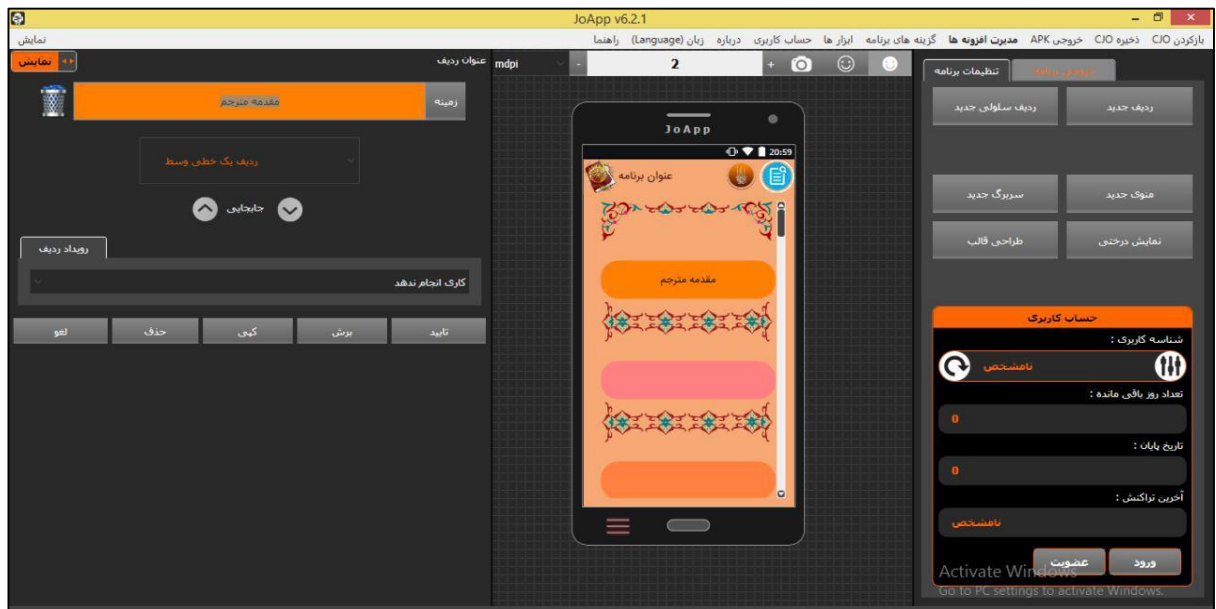 JoApp v6.2.1
بازکردن CJO ذخیره CJO خروجی APK مدیریت افزونه ها گزینه های برنامه ابزار ها حساب کاربری درباره زبان (Language) راهنما نمایش
تنظیمات برنامه
ردیف جدید
ردیف سلولی جدید
منوی جدید
سربرگ جدید
نمایش درختی
طراحی قالب
حساب کاربری
شناسه کاربری :
نامشخص
تعداد روز باقی مانده :
0
تاریخ پایان :
0
آخرین تراکنش :
نامشخص
ورود
عضویت
Activate Windows
Go to PC settings to activate Windows.
mdpi
-
2
+
JoApp
20:59
عنوان برنامه
مقدمه مترجم
عنوان ردیف
نمایش
زمینه
مقدمه مترجم
ردیف یک خطی وسط
جابجایی
رویداد ردیف
کاری انجام ندهد
تایید
برش
کپی
حذف
لغو